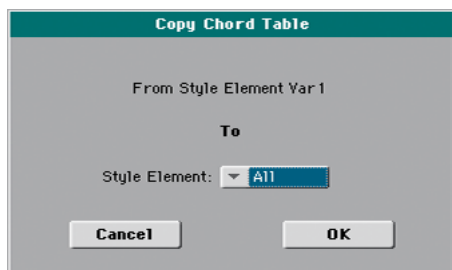 Copy Chord Table
From Style Element Var1
To
Style Element: All
Cancel OK